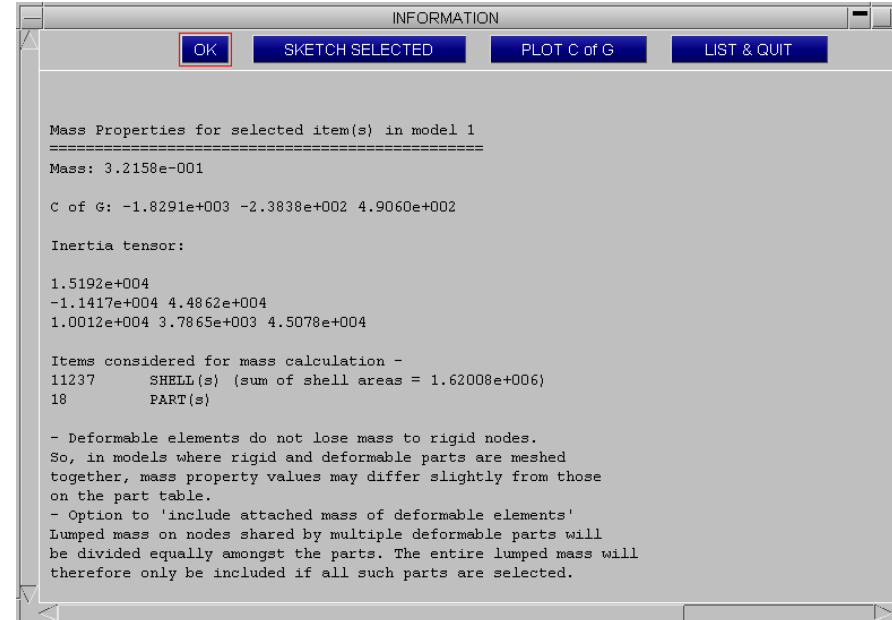 INFORMATION
OK SKETCH SELECTED PLOT C of G LIST & QUIT
Mass Properties for selected item(s) in model 1
================================================
Mass: 3.2158e-001
C of G: -1.8291e+003 -2.3838e+002 4.9060e+002
Inertia tensor:
1.5192e+004
-1.1417e+004 4.4862e+004
1.0012e+004 3.7865e+003 4.5078e+004
Items considered for mass calculation -
11237 SHELL(s) (sum of shell areas = 1.62008e+006)
18 PART(s)
- Deformable elements do not lose mass to rigid nodes.
So, in models where rigid and deformable parts are meshed
together, mass property values may differ slightly from those
on the part table.
- Option to 'include attached mass of deformable elements'
Lumped mass on nodes shared by multiple deformable parts will
be divided equally amongst the parts. The entire lumped mass will
therefore only be included if all such parts are selected.